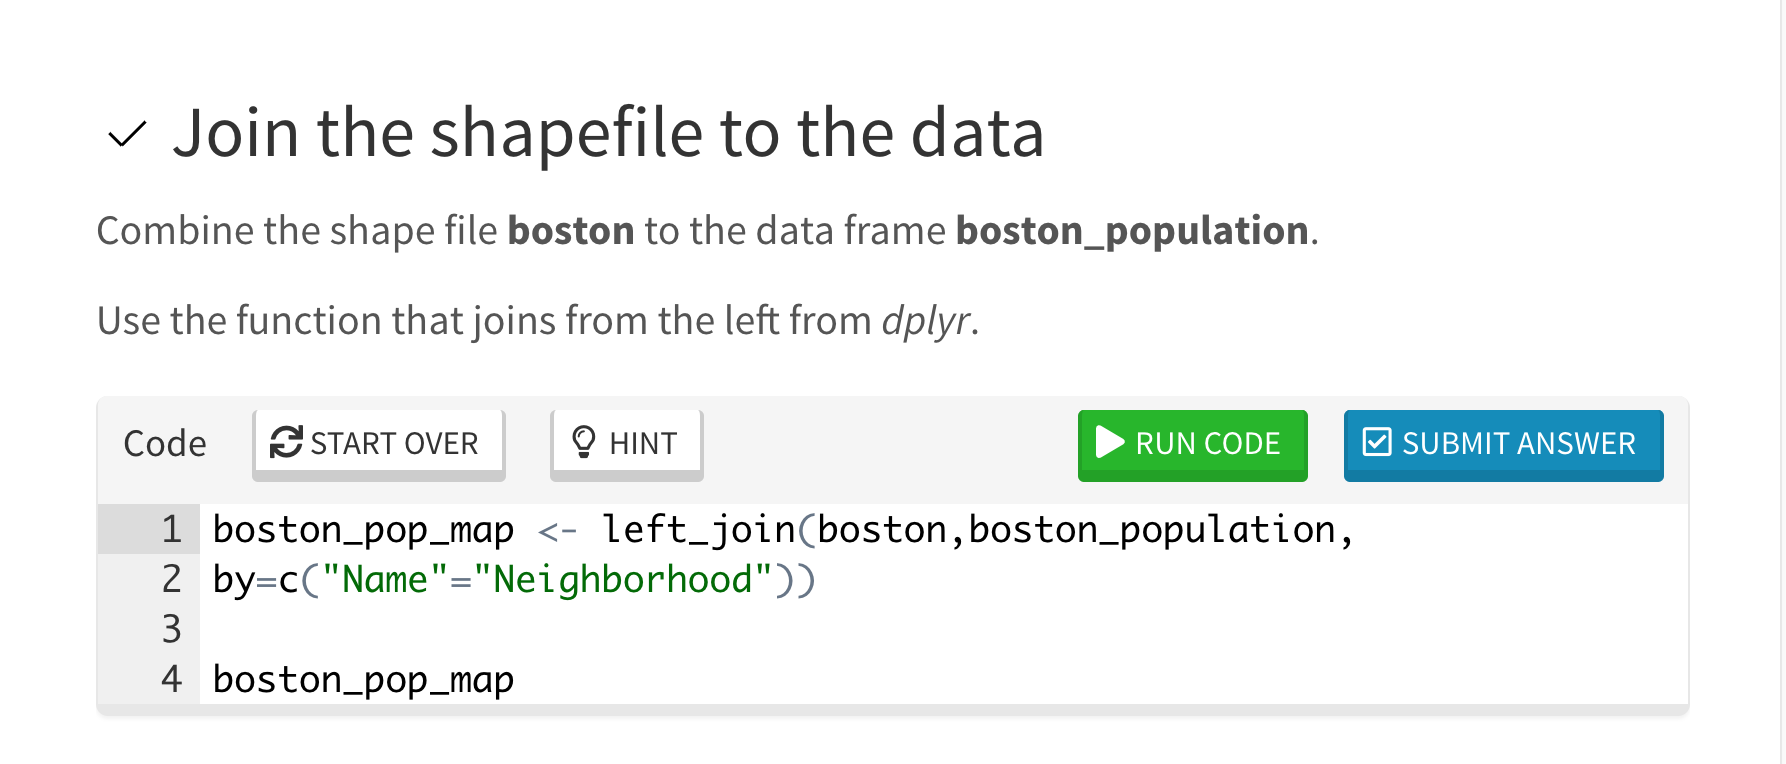 Join the shapefile to the data
Combine the shape file boston to the data frame boston_population.
Use the function that joins from the left from dplyr.
Code START OVER HINT RUN CODE SUBMIT ANSWER
1 boston_pop_map <- left_join(boston,boston_population,
2 by=c("Name"="Neighborhood"))
3
4 boston_pop_map